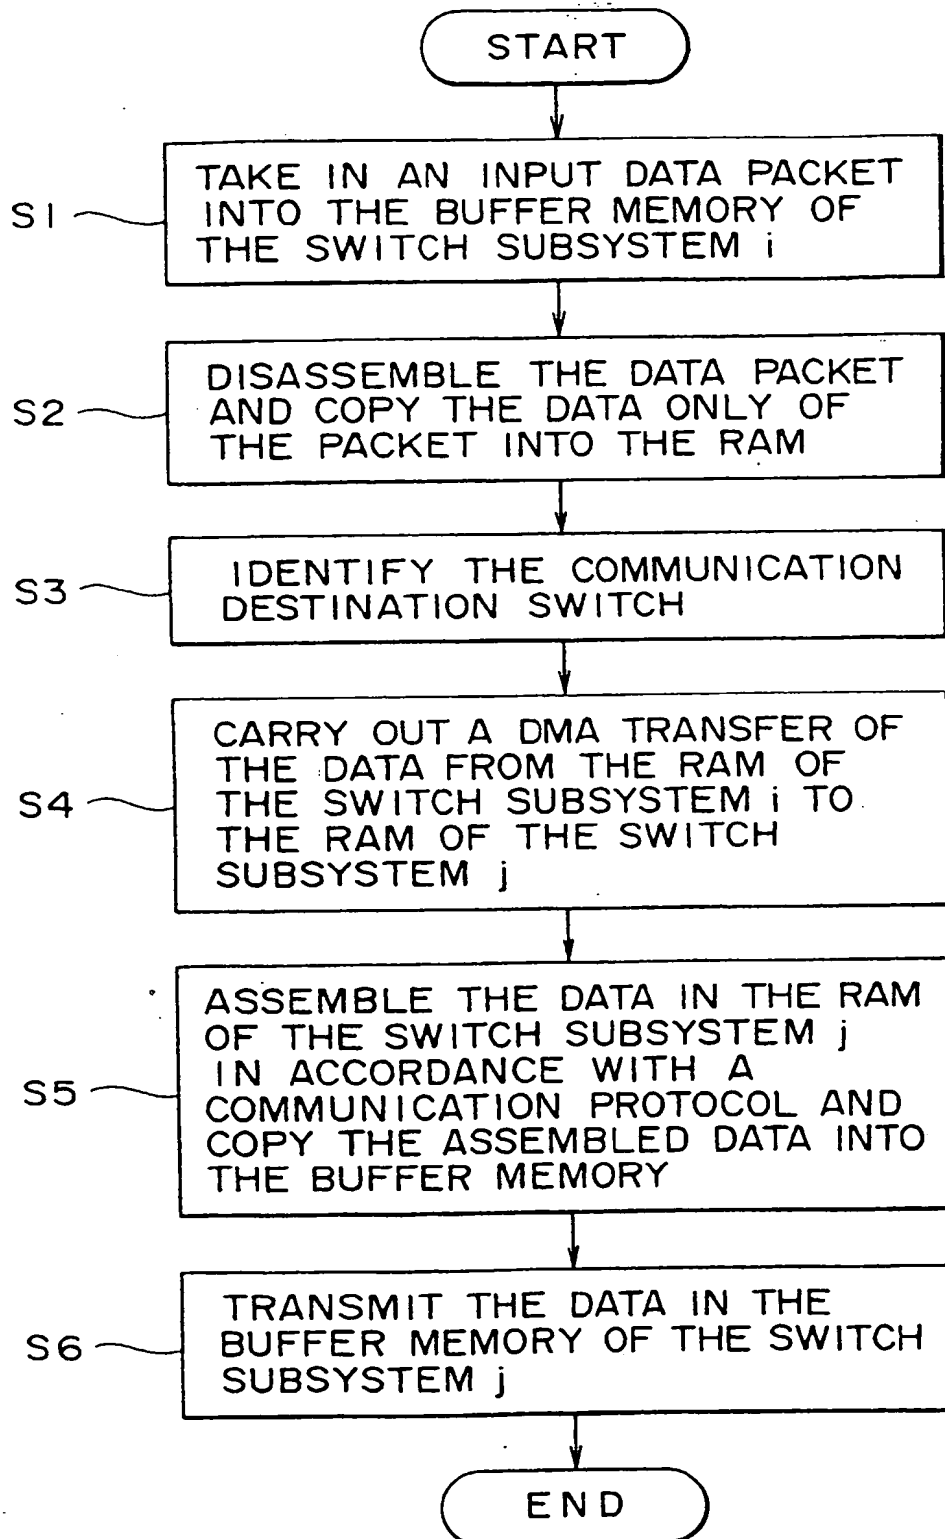 START
S1
TAKE IN AN INPUT DATA PACKET
INTO THE BUFFER MEMORY OF
THE SWITCH SUBSYSTEM i
S2
DISASSEMBLE THE DATA PACKET
AND COPY THE DATA ONLY OF
THE PACKET INTO THE RAM
S3
IDENTIFY THE COMMUNICATION
DESTINATION SWITCH
S4
CARRY OUT A DMA TRANSFER OF
THE DATA FROM THE RAM OF
THE SWITCH SUBSYSTEM i TO
THE RAM OF THE SWITCH
SUBSYSTEM j
S5
ASSEMBLE THE DATA IN THE RAM
OF THE SWITCH SUBSYSTEM j
IN ACCORDANCE WITH A
COMMUNICATION PROTOCOL AND
COPY THE ASSEMBLED DATA INTO
THE BUFFER MEMORY
S6
TRANSMIT THE DATA IN THE
BUFFER MEMORY OF THE SWITCH
SUBSYSTEM j
END